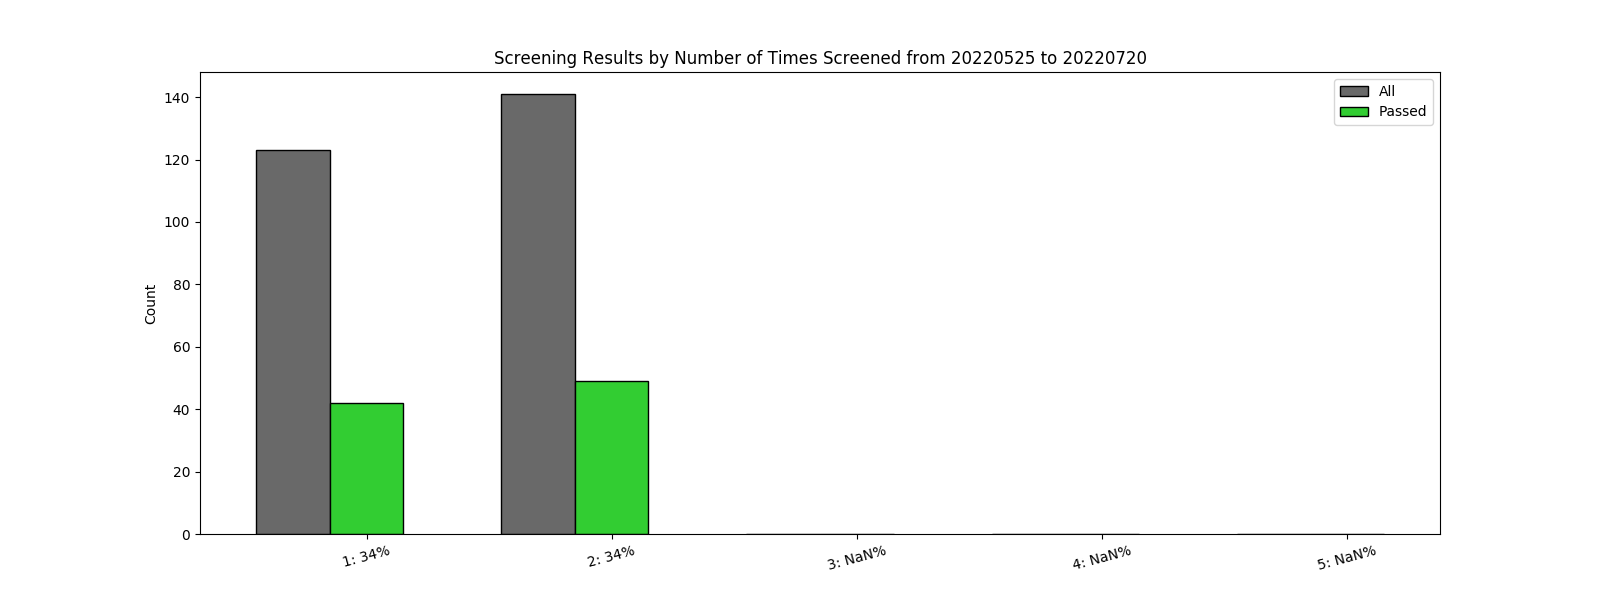 Screening Results by Number of Times Screened from 20220525 to 20220720
All
Passed
Count
140
120
100
80
60
40
20
0
1: 34%
2: 34%
3: NaN%
4: NaN%
5: NaN%